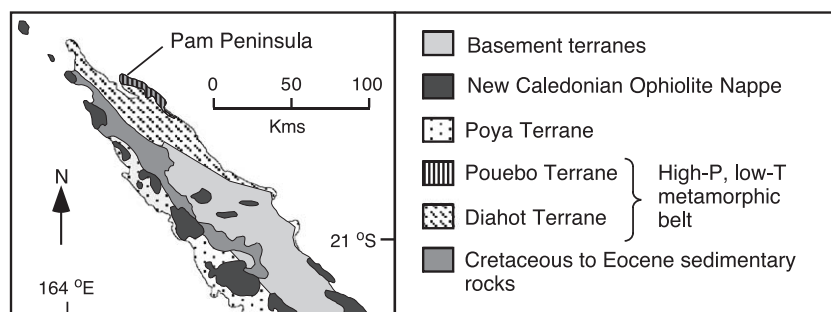 Pam Peninsula
0 50 100
Kms
N
21 °S
164 °E
Basement terranes
New Caledonian Ophiolite Nappe
Poya Terrane
Pouebo Terrane
Diahot Terrane
High-P, low-T
metamorphic
belt
Cretaceous to Eocene sedimentary
rocks